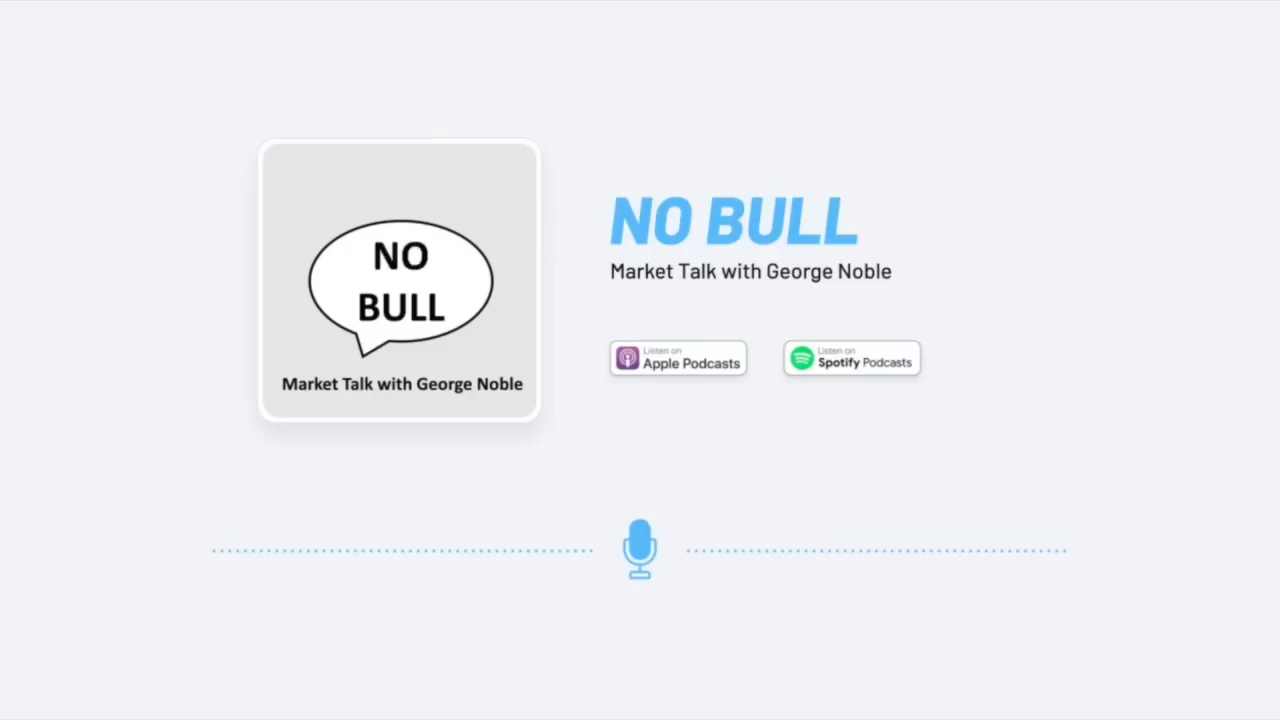 NO
BULL
Market Talk with George Noble
NO BULL
Market Talk with George Noble
Listen on
Apple Podcasts
Listen on
Spotify Podcasts